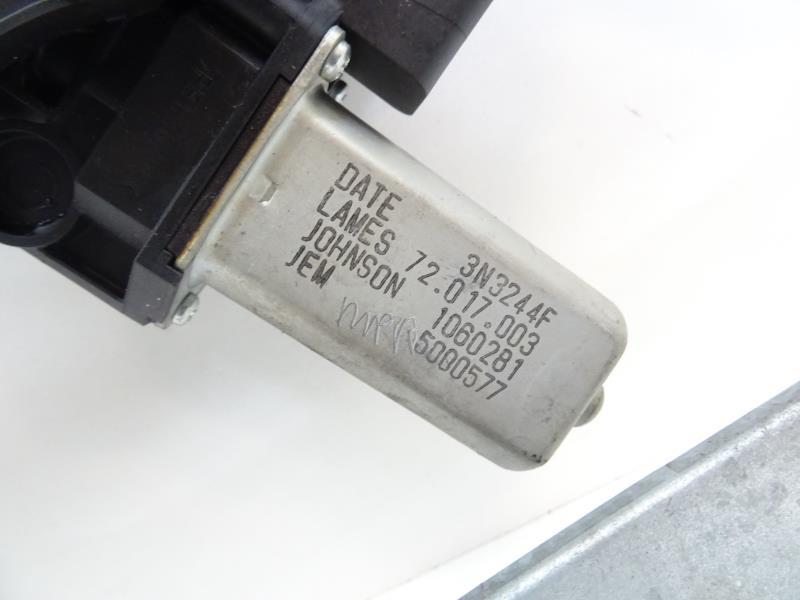 DATE 3N3244F
LAMES 72.017.003
JOHNSON 1060281
JEM 5000577